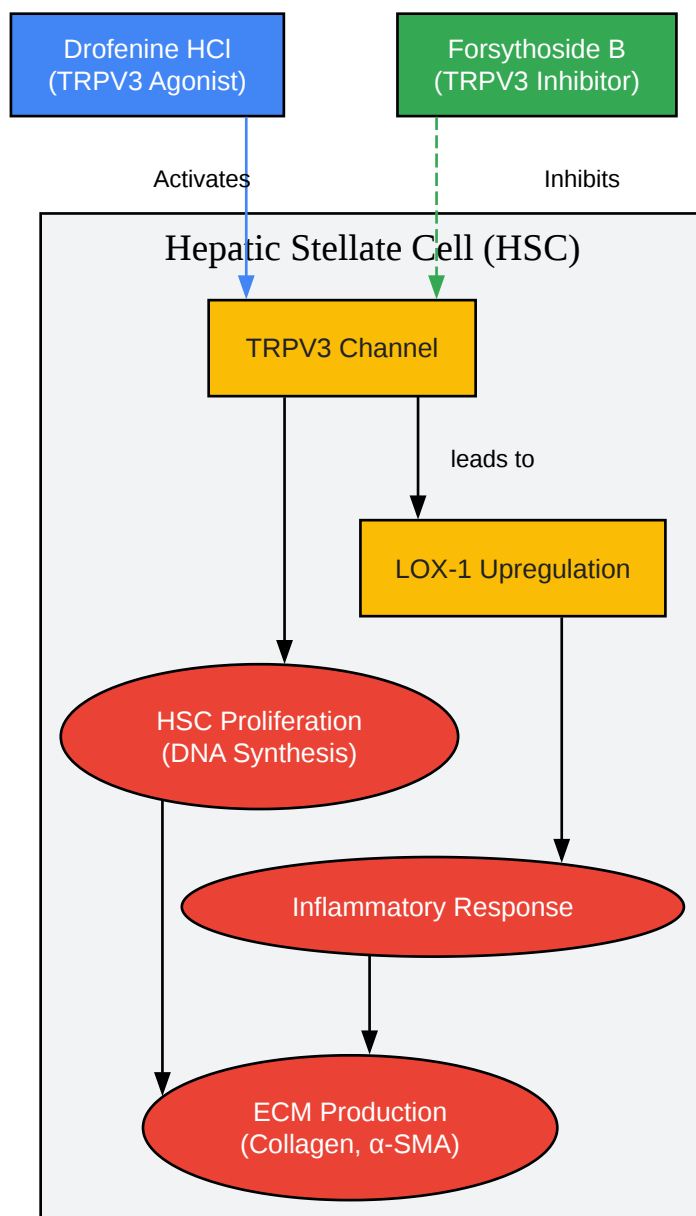 Drofenine HCl
(TRPV3 Agonist)
Forsythoside B
(TRPV3 Inhibitor)
Activates
Inhibits
Hepatic Stellate Cell (HSC)
TRPV3 Channel
leads to
LOX-1 Upregulation
HSC Proliferation
(DNA Synthesis)
Inflammatory Response
ECM Production
(Collagen, α-SMA)